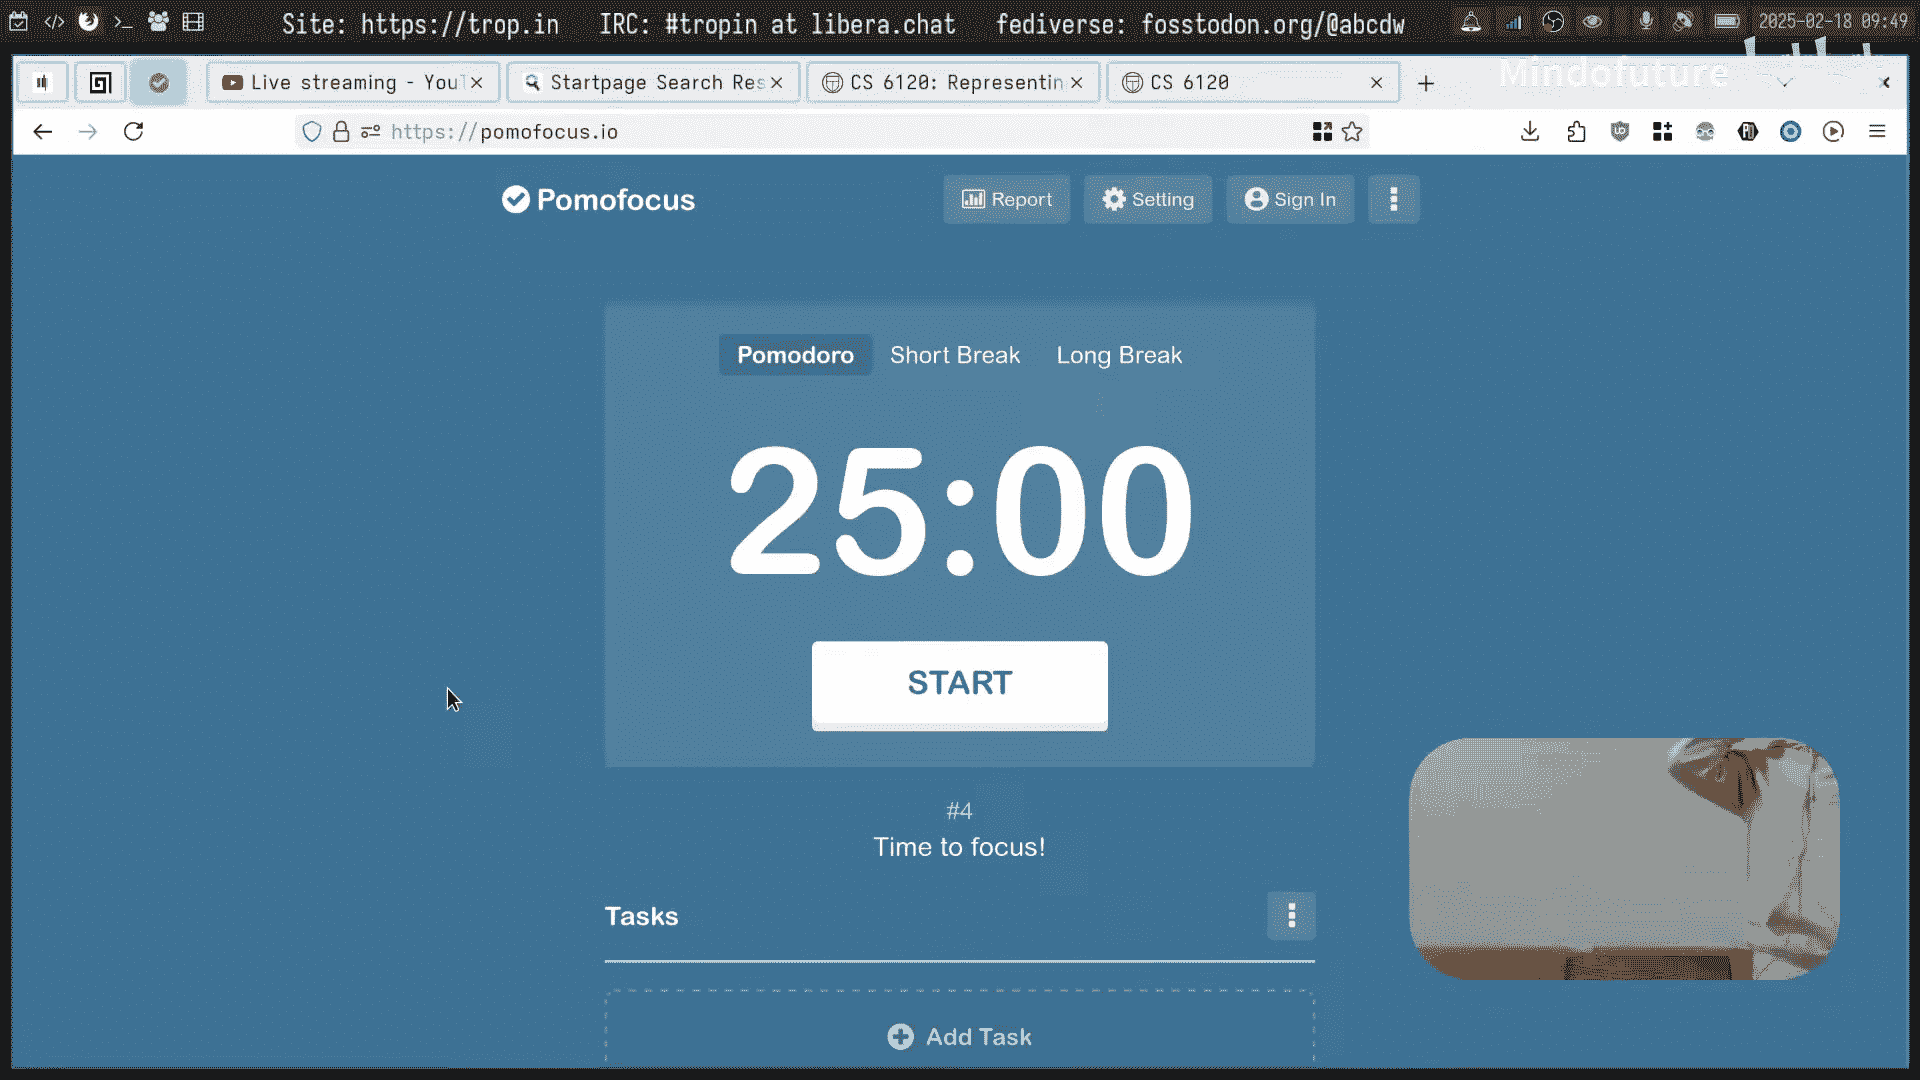 Site: https://trop.in IRC: #tropin at libera.chat fediverse: fosstodon.org/@abcdw
2025-02-18 09:49
Live streaming - YouT
Startpage Search Res
CS 6120: Representin
CS 6120
Mindofuture
https://pomofocus.io
Pomofocus
Report
Setting
Sign In
Pomodoro
Short Break
Long Break
25:00
START
#4
Time to focus!
Tasks
Add Task